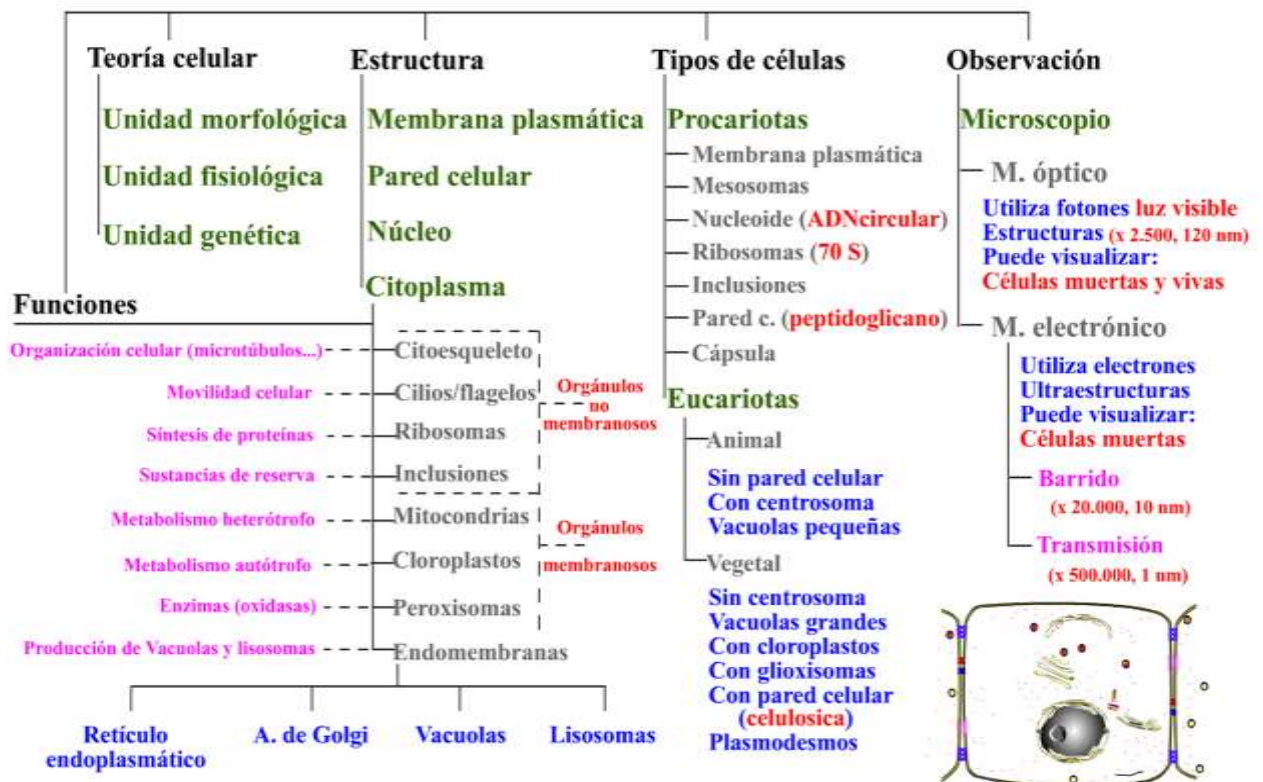 Teoría celular
Unidad morfológica
Unidad fisiológica
Unidad genética
Estructura
Membrana plasmática
Pared celular
Núcleo
Citoplasma
Funciones
Organización celular (microtúbulos...)
Citoesqueleto
Movilidad celular
Cilios/flagelos
Síntesis de proteínas
Ribosomas
Sustancias de reserva
Inclusiones
Orgánulos
no
membranosos
Metabolismo heterótrofo
Mitocondrias
Metabolismo autótrofo
Cloroplastos
Enzimas (oxidasas)
Peroxisomas
Orgánulos
membranosos
Producción de Vacuolas y lisosomas
Endomembranas
Retículo
endoplasmático
A. de Golgi
Vacuolas
Lisosomas
Tipos de células
Procariotas
Membrana plasmática
Mesosomas
Nucleoide (ADNcircular)
Ribosomas (70 S)
Inclusiones
Pared c. (peptidoglicano)
Cápsula
Eucariotas
Animal
Sin pared celular
Con centrosoma
Vacuolas pequeñas
Vegetal
Sin centrosoma
Vacuolas grandes
Con cloroplastos
Con glioxisomas
Con pared celular
(celulosica)
Plasmodesmos
Observación
Microscopio
M. óptico
Utiliza fotones luz visible
Estructuras (x 2.500, 120 nm)
Puede visualizar:
Células muertas y vivas
M. electrónico
Utiliza electrones
Ultraestructuras
Puede visualizar:
Células muertas
Barrido
(x 20.000, 10 nm)
Transmisión
(x 500.000, 1 nm)